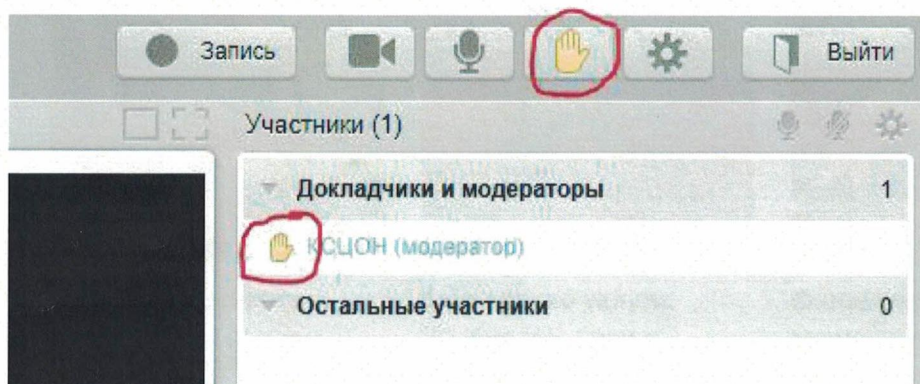 Запись
Выйти
Участники (1)
Докладчики и модераторы 1
КСЦОН (модератор)
Остальные участники 0